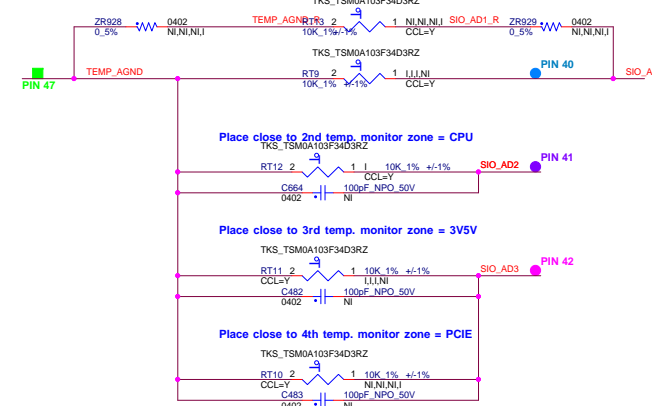 TKS_TSM0A103F34D3RZ
ZR928 0402 TEMP_AGND_R RT13 2 1 NI,NI,NI,I SIO_AD1_R ZR929 0402
0_5% NI,NI,NI,I 10K_1% +/-1% CCL=Y 0_5% NI,NI,NI,I
TKS_TSM0A103F34D3RZ
TEMP_AGND RT9 2 1 I,I,I,NI PIN 40 SIO_A
PIN 47 10K_1% +/-1% CCL=Y
Place close to 2nd temp. monitor zone = CPU
TKS_TSM0A103F34D3RZ
RT12 2 1 I 10K_1% +/-1% SIO_AD2 PIN 41
CCL=Y
C664 100pF_NPO_50V
0402 NI
Place close to 3rd temp. monitor zone = 3V5V
TKS_TSM0A103F34D3RZ
RT11 2 1 10K_1% +/-1% SIO_AD3 PIN 42
CCL=Y I,I,I,NI
C482 100pF_NPO_50V
0402 NI
Place close to 4th temp. monitor zone = PCIE
TKS_TSM0A103F34D3RZ
RT10 2 1 10K_1% +/-1%
CCL=Y NI,NI,NI,I
C483 100pF_NPO_50V
0402 NI